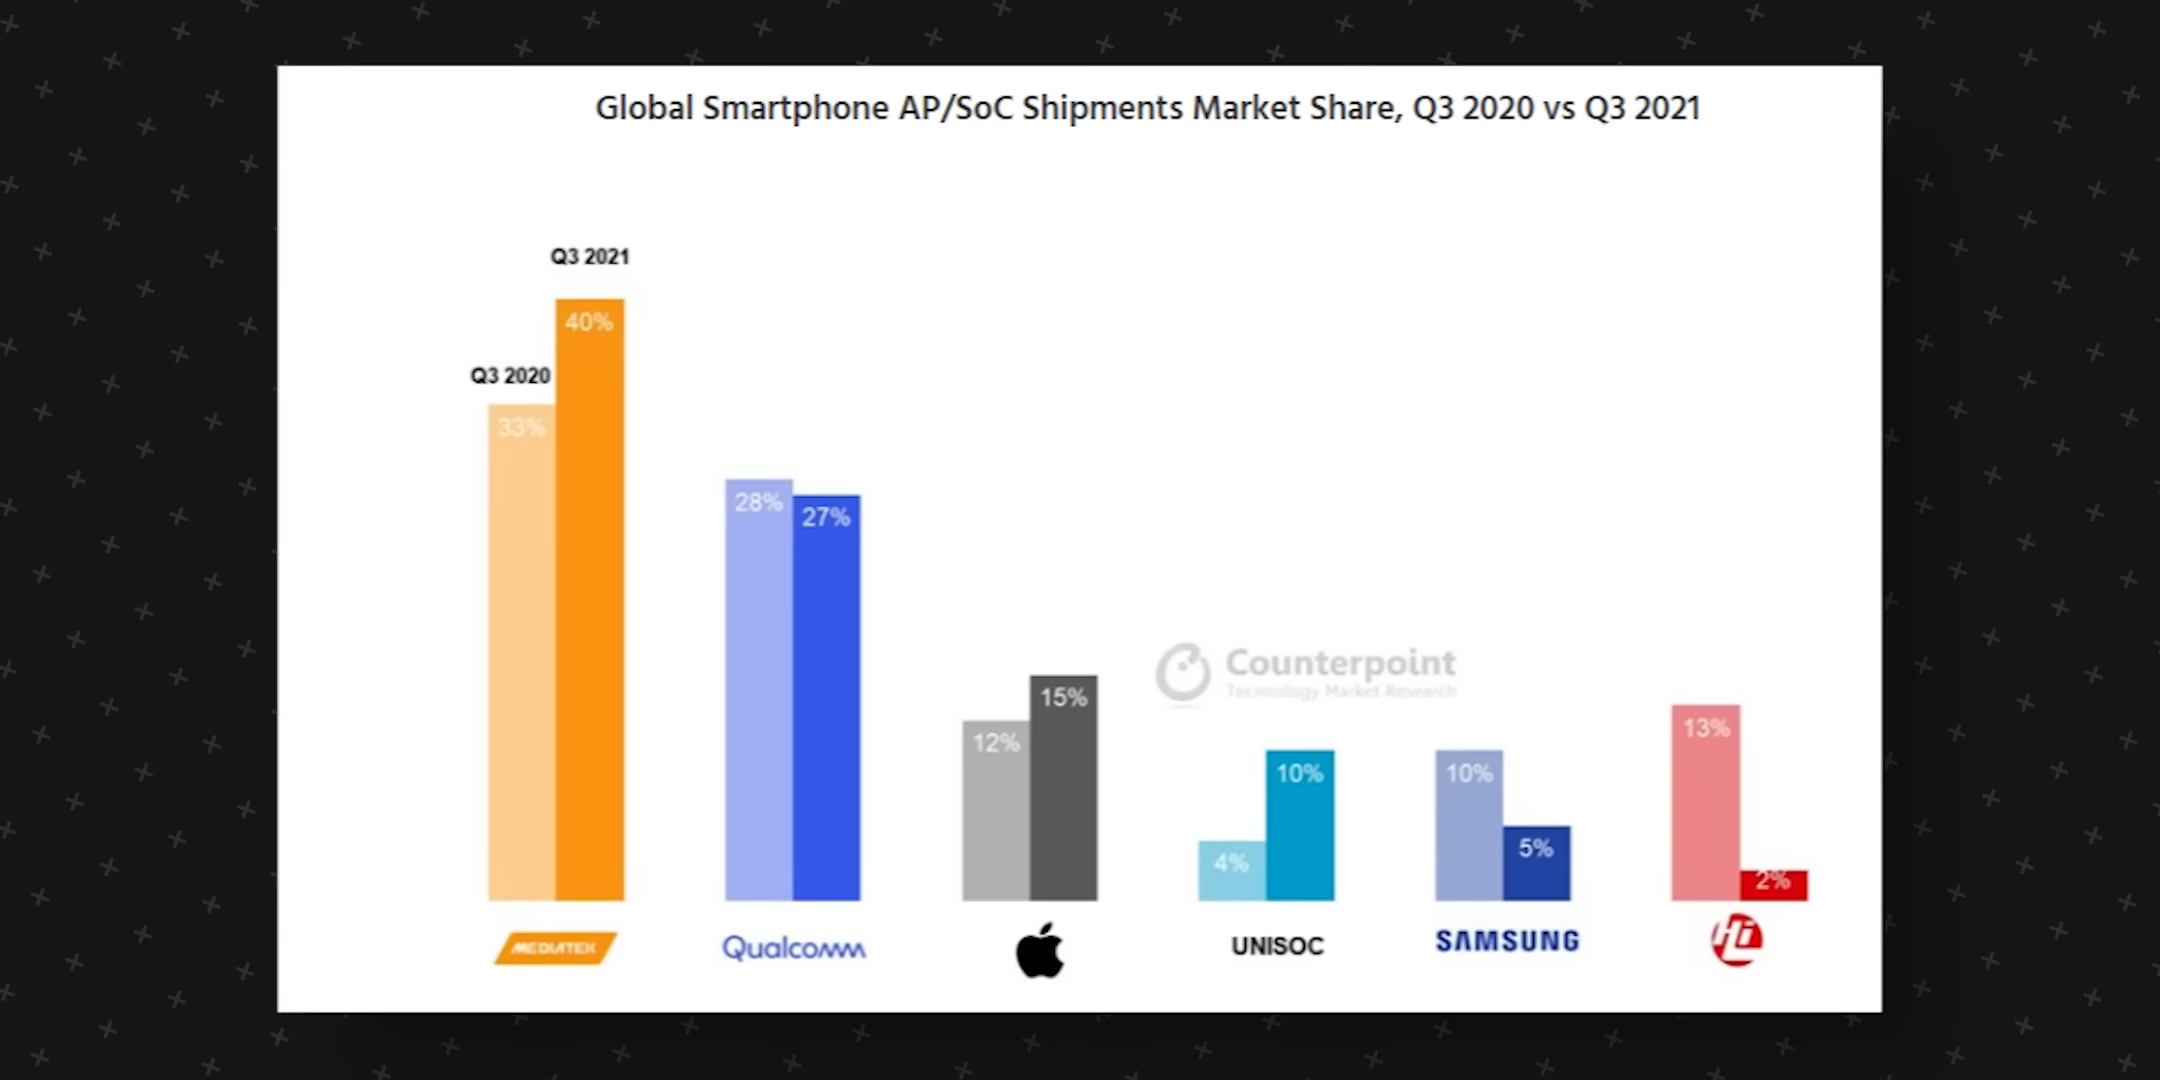 Global Smartphone AP/SoC Shipments Market Share, Q3 2020 vs Q3 2021
Q3 2021
40%
Q3 2020
33%
28%
27%
12%
15%
Counterpoint
Technology Market Research
4%
10%
10%
5%
13%
2%
MEDIATEK
Qualcomm
UNISOC
SAMSUNG
Hi